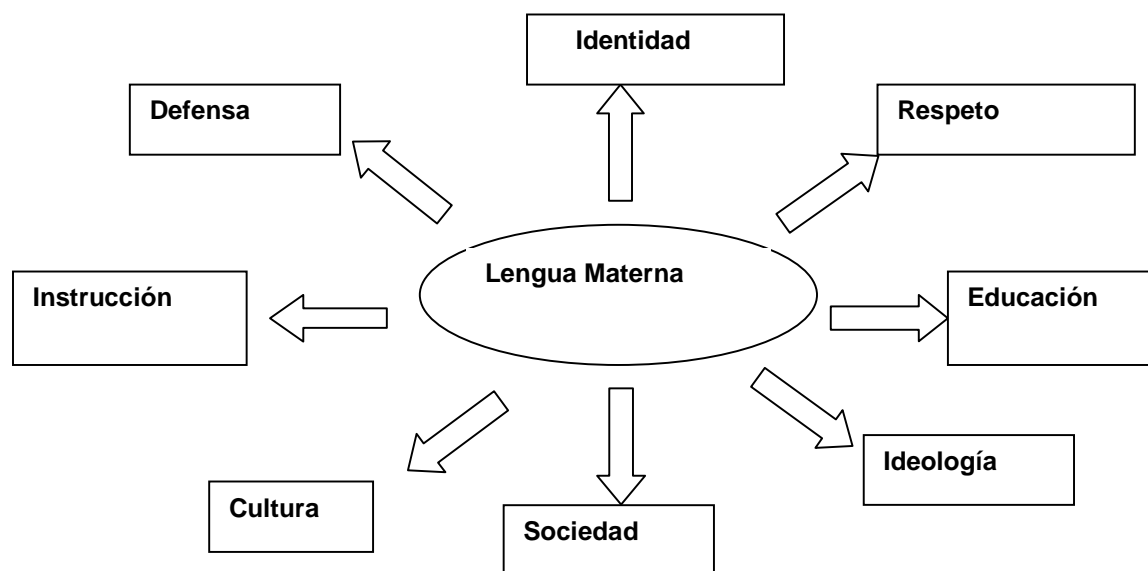 Identidad
Defensa
Respeto
Lengua Materna
Instrucción
Educación
Ideología
Cultura
Sociedad